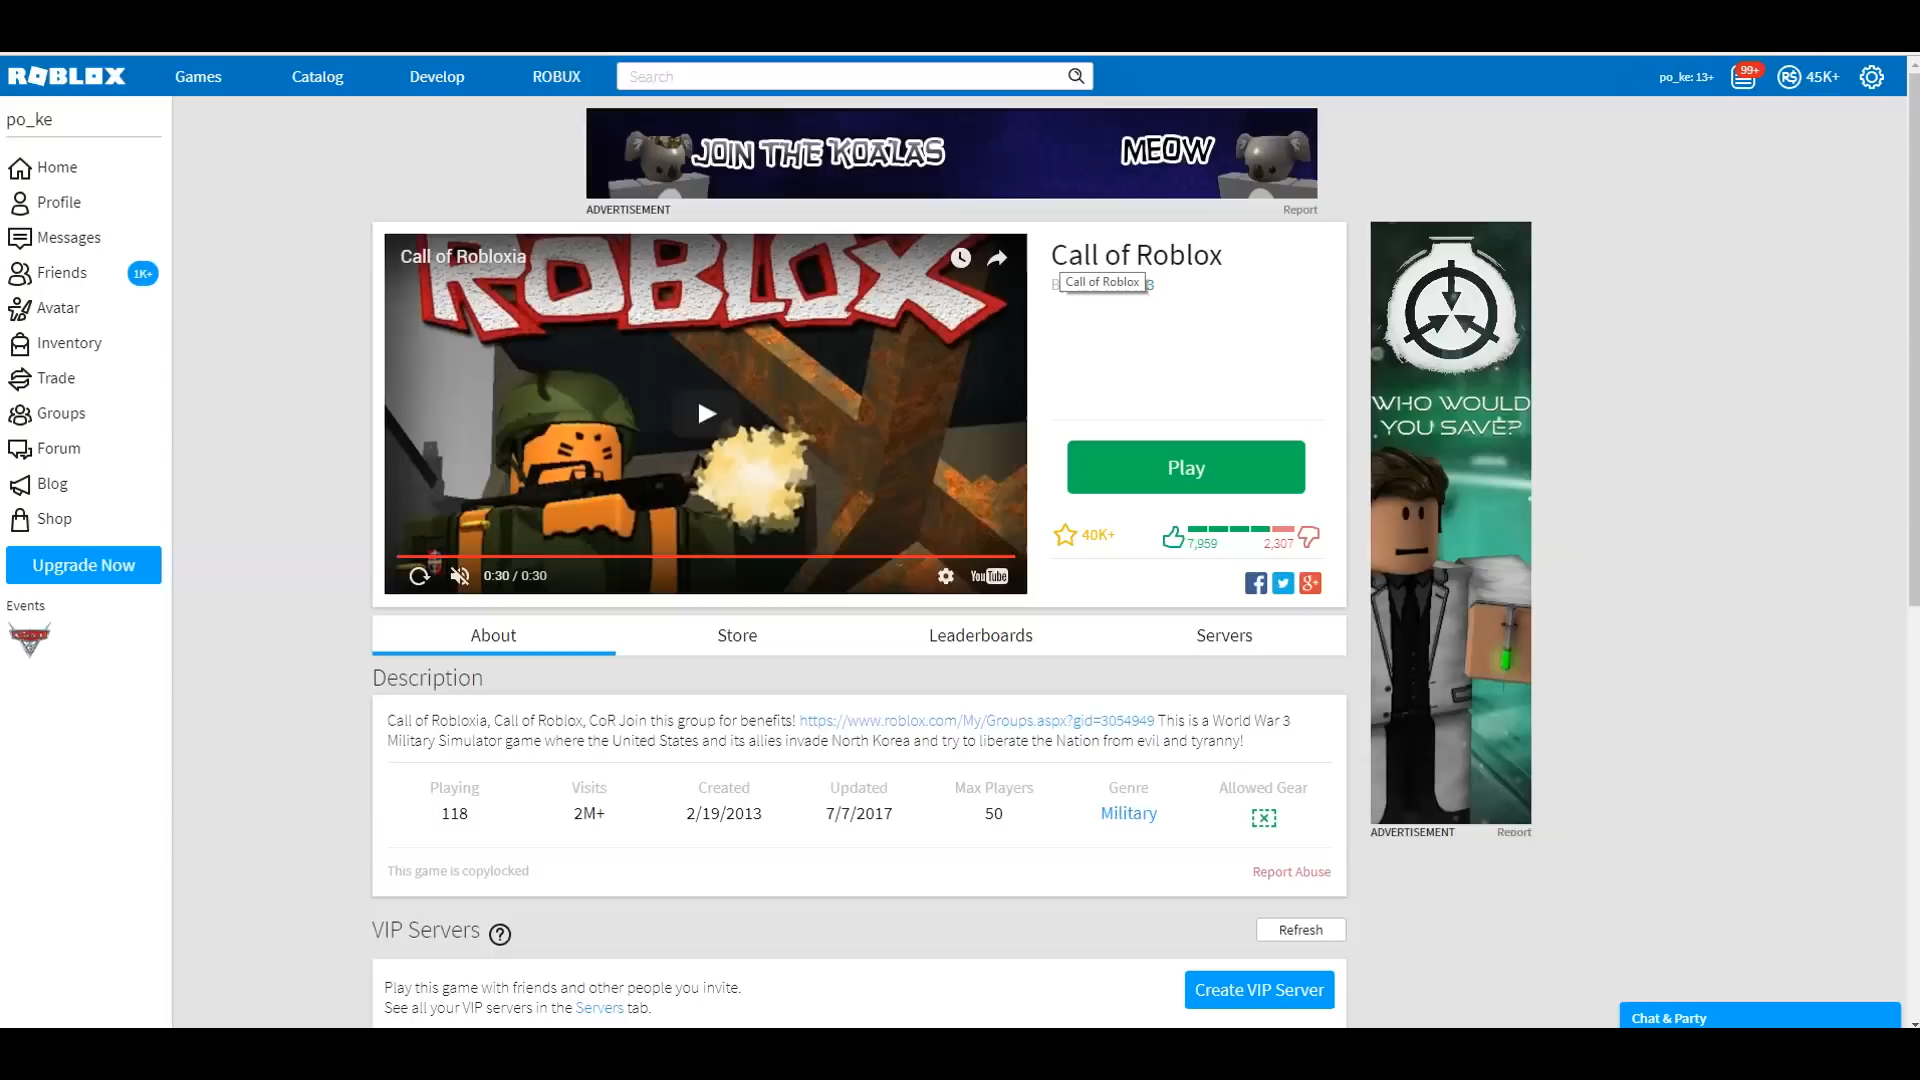 ROBLOX
Games
Catalog
Develop
ROBUX
Search
po_ke: 13+
99+
R$ 45K+
po_ke
Home
Profile
Messages
Friends
1K+
Avatar
Inventory
Trade
Groups
Forum
Blog
Shop
Upgrade Now
Events
JOIN THE KOALAS
MEOW
ADVERTISEMENT
Report
ROBLOX
Call of Robloxia
0:30 / 0:30
YouTube
Call of Roblox
Call of Roblox
Play
40K+
7,959
2,307
WHO WOULD
YOU SAVE?
ADVERTISEMENT
Report
About
Store
Leaderboards
Servers
Description
Call of Robloxia, Call of Roblox, CoR Join this group for benefits! https://www.roblox.com/My/Groups.aspx?gid=3054949 This is a World War 3
Military Simulator game where the United States and its allies invade North Korea and try to liberate the Nation from evil and tyranny!
Playing
Visits
Created
Updated
Max Players
Genre
Allowed Gear
118
2M+
2/19/2013
7/7/2017
50
Military
This game is copylocked
Report Abuse
VIP Servers
Refresh
Play this game with friends and other people you invite.
See all your VIP servers in the Servers tab.
Create VIP Server
Chat & Party